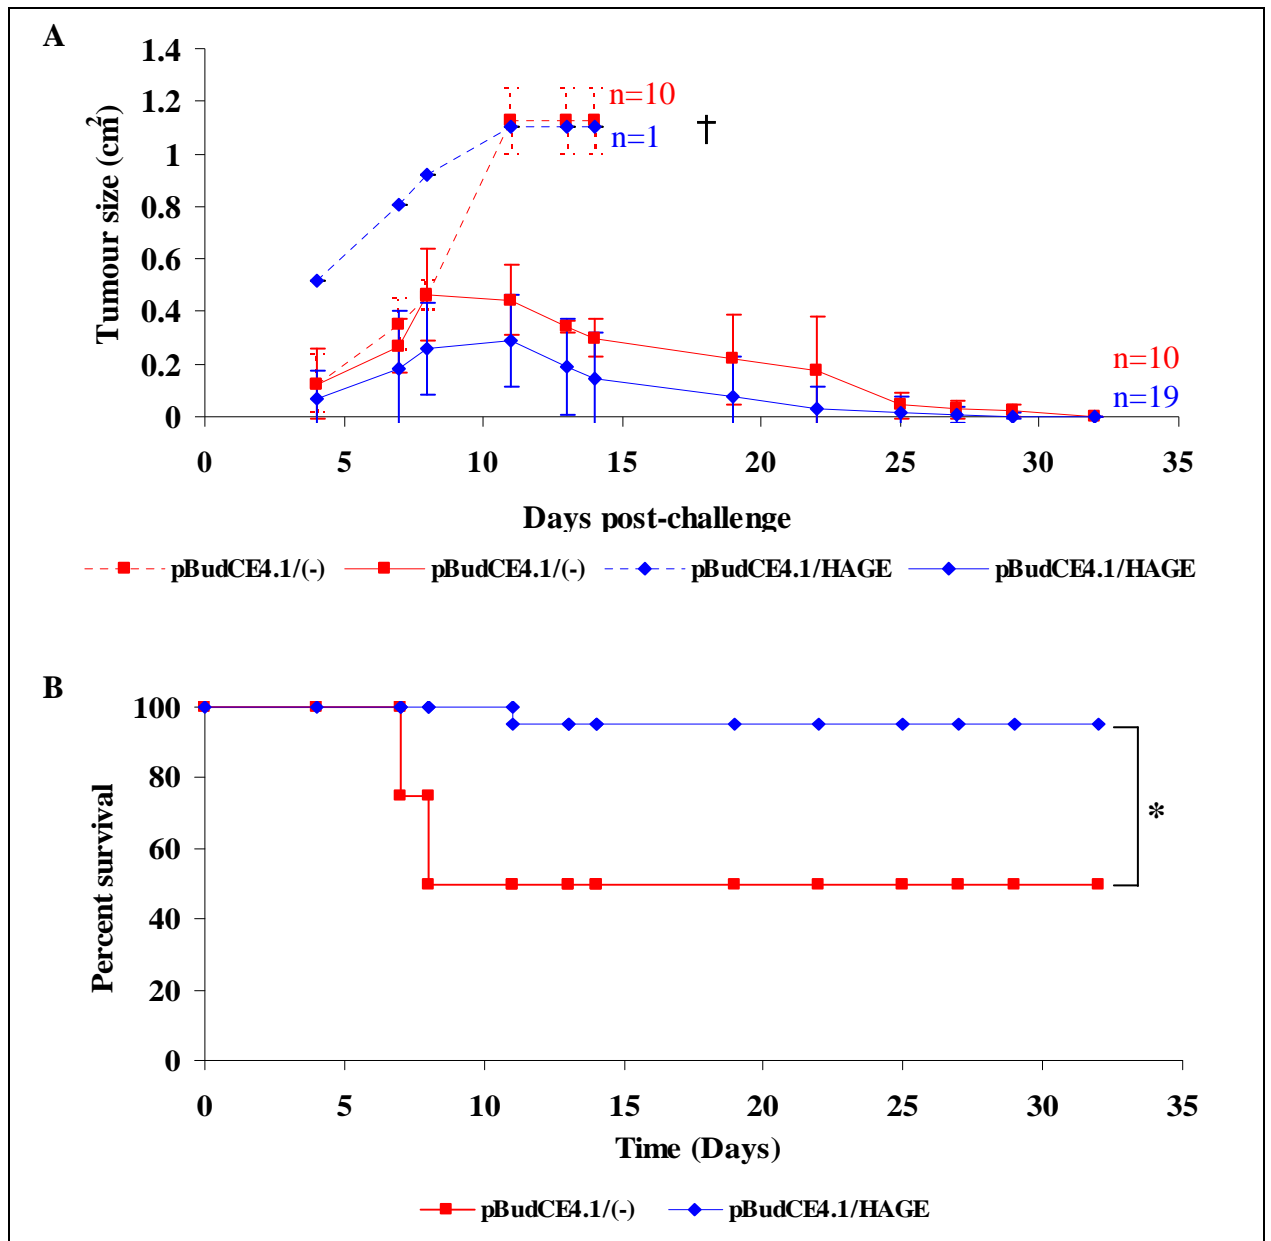 A
Tumour size (cm2)
1.4
1.2
1
0.8
0.6
0.4
0.2
0
n=10
n=1
†
n=10
n=19
0 5 10 15 20 25 30 35
Days post-challenge
pBudCE4.1/(-) pBudCE4.1/(-) pBudCE4.1/HAGE pBudCE4.1/HAGE
B
Percent survival
100
80
60
40
20
0
*
0 5 10 15 20 25 30 35
Time (Days)
pBudCE4.1/(-) pBudCE4.1/HAGE